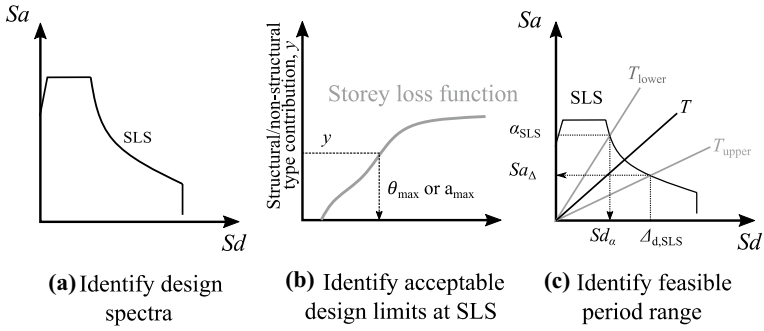 Sa
SLS
Sd
(a) Identify design
spectra
Structural/non-structural
type contribution, y
Storey loss function
y
θmax or amax
(b) Identify acceptable
design limits at SLS
Sa
Tlower
SLS
T
αSLS
Tupper
SaΔ
Sdα
Δd,SLS
Sd
(c) Identify feasible
period range